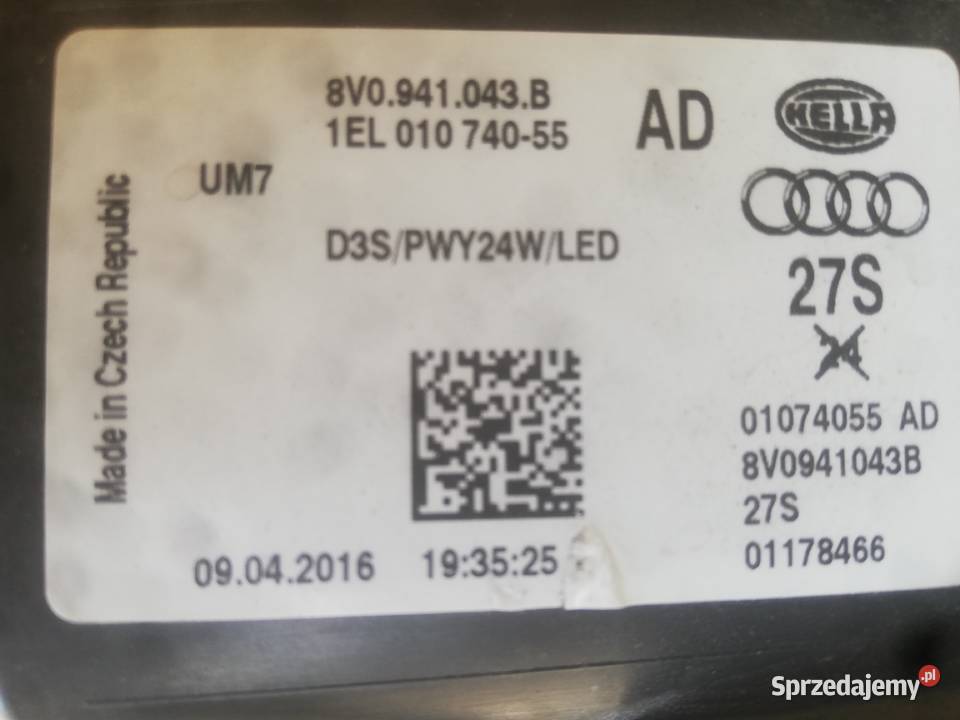 8V0.941.043.B
1EL 010 740-55
AD
HELLA
UM7
Made in Czech Republic
D3S/PWY24W/LED
27S
24
01074055 AD
8V0941043B
27S
01178466
09.04.2016 19:35:25
Sprzedajemy.pl